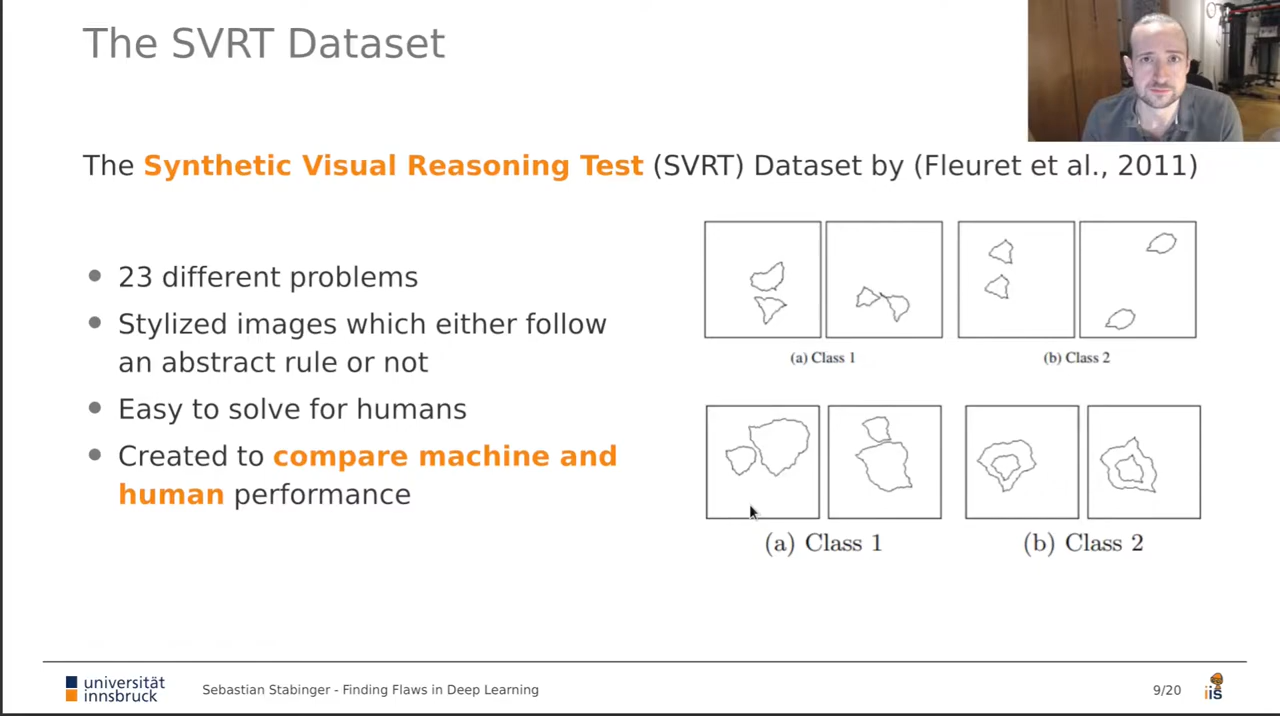 The SVRT Dataset
The Synthetic Visual Reasoning Test (SVRT) Dataset by (Fleuret et al., 2011)
23 different problems
Stylized images which either follow
an abstract rule or not
Easy to solve for humans
Created to compare machine and
human performance
(a) Class 1
(b) Class 2
(a) Class 1
(b) Class 2
universität
innsbruck
Sebastian Stabinger - Finding Flaws in Deep Learning
9/20
iis